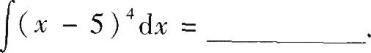 ∫(x − 5)⁴dx = ________.